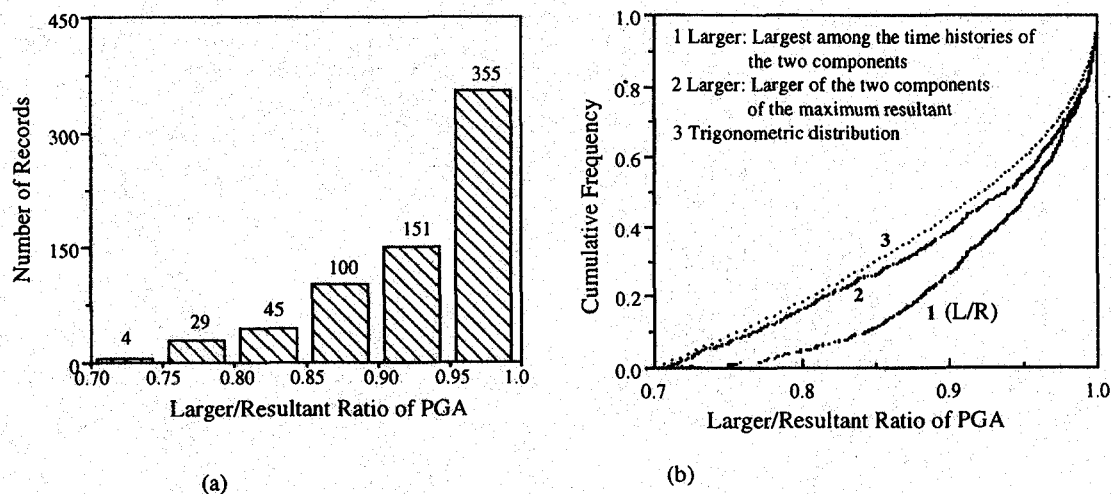 450
300
150
0
Number of Records
4
29
45
100
151
355
0.70
0.75
0.80
0.85
0.90
0.95
1.0
Larger/Resultant Ratio of PGA
(a)
1.0
0.8
0.6
0.4
0.2
0.0
Cumulative Frequency
1 Larger: Largest among the time histories of
the two components
2 Larger: Larger of the two components
of the maximum resultant
3 Trigonometric distribution
3
2
1 (L/R)
0.7
0.8
0.9
1.0
Larger/Resultant Ratio of PGA
(b)